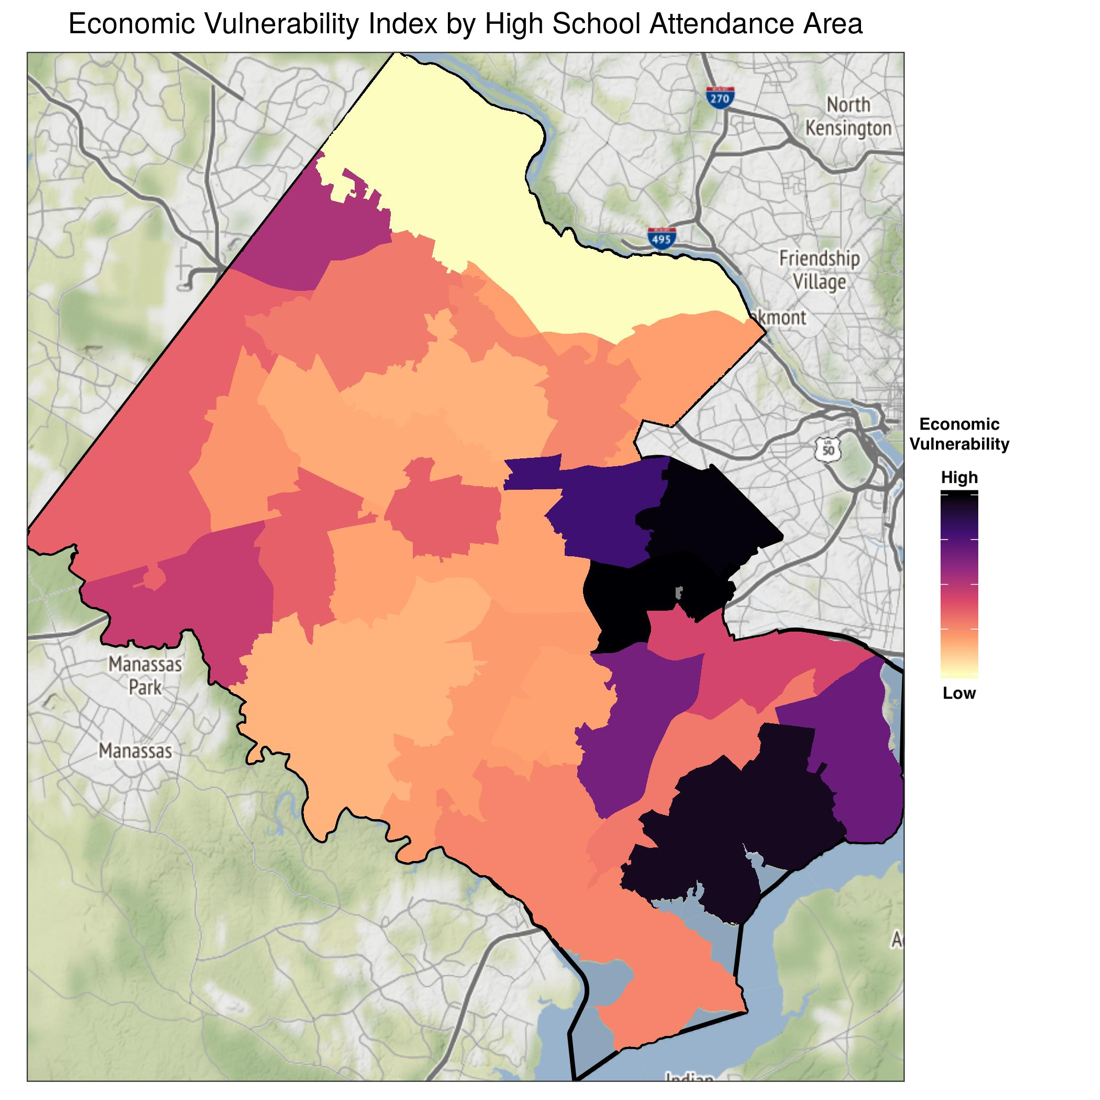 Economic Vulnerability Index by High School Attendance Area
270
North
Kensington
495
Friendship
Village
kmont
US
50
Economic
Vulnerability
High
Low
Manassas
Park
Manassas
A
Indian